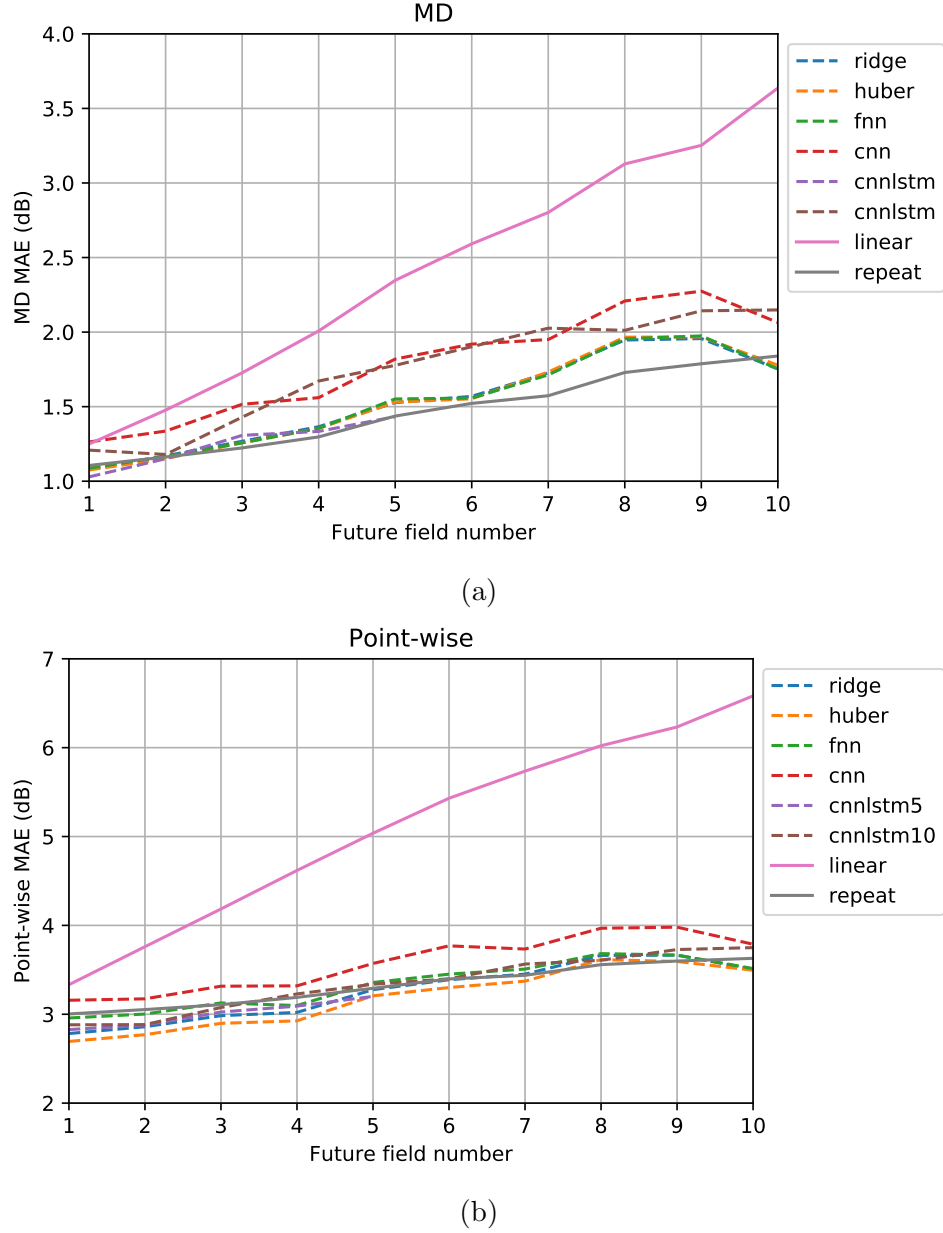 MD
4.0
3.5
3.0
2.5
2.0
1.5
1.0
MD MAE (dB)
1 2 3 4 5 6 7 8 9 10
Future field number
ridge
huber
fnn
cnn
cnnlstm
cnnlstm
linear
repeat
(a)
Point-wise
7
6
5
4
3
2
Point-wise MAE (dB)
1 2 3 4 5 6 7 8 9 10
Future field number
ridge
huber
fnn
cnn
cnnlstm5
cnnlstm10
linear
repeat
(b)